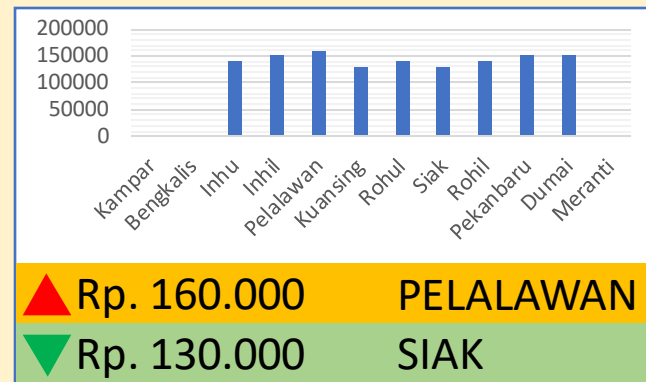 200000
150000
100000
50000
0
Kampar
Bengkalis
Inhu
Inhil
Pelalawan
Kuansing
Rohul
Siak
Rohil
Pekanbaru
Dumai
Meranti
Rp. 160.000 PELALAWAN
Rp. 130.000 SIAK